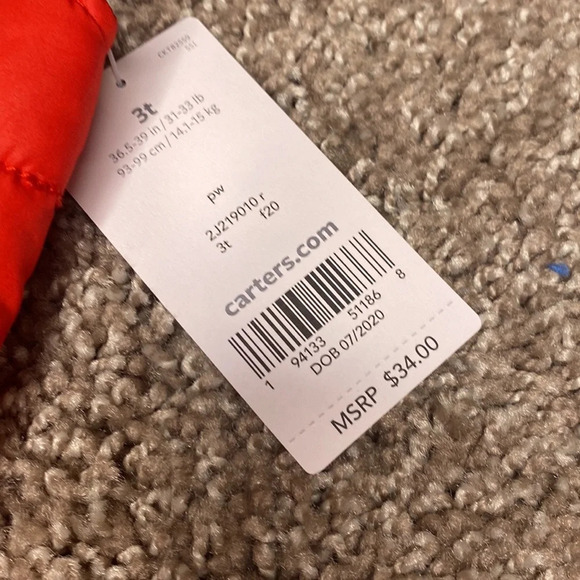 3t
36.5-39 in / 31-33 lb
93-99 cm / 14.1-15 kg
pw
2J219010 r
3t f20
carters.com
1 94133 51186 8
DOB 07/2020
MSRP $34.00